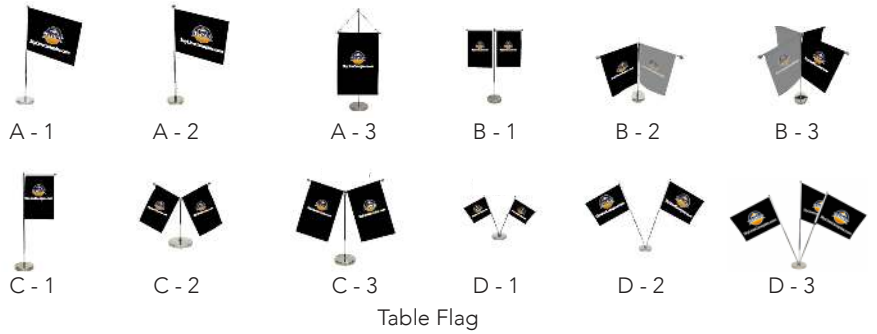 A - 1
A - 2
A - 3
B - 1
B - 2
B - 3
C - 1
C - 2
C - 3
D - 1
D - 2
D - 3
Table Flag